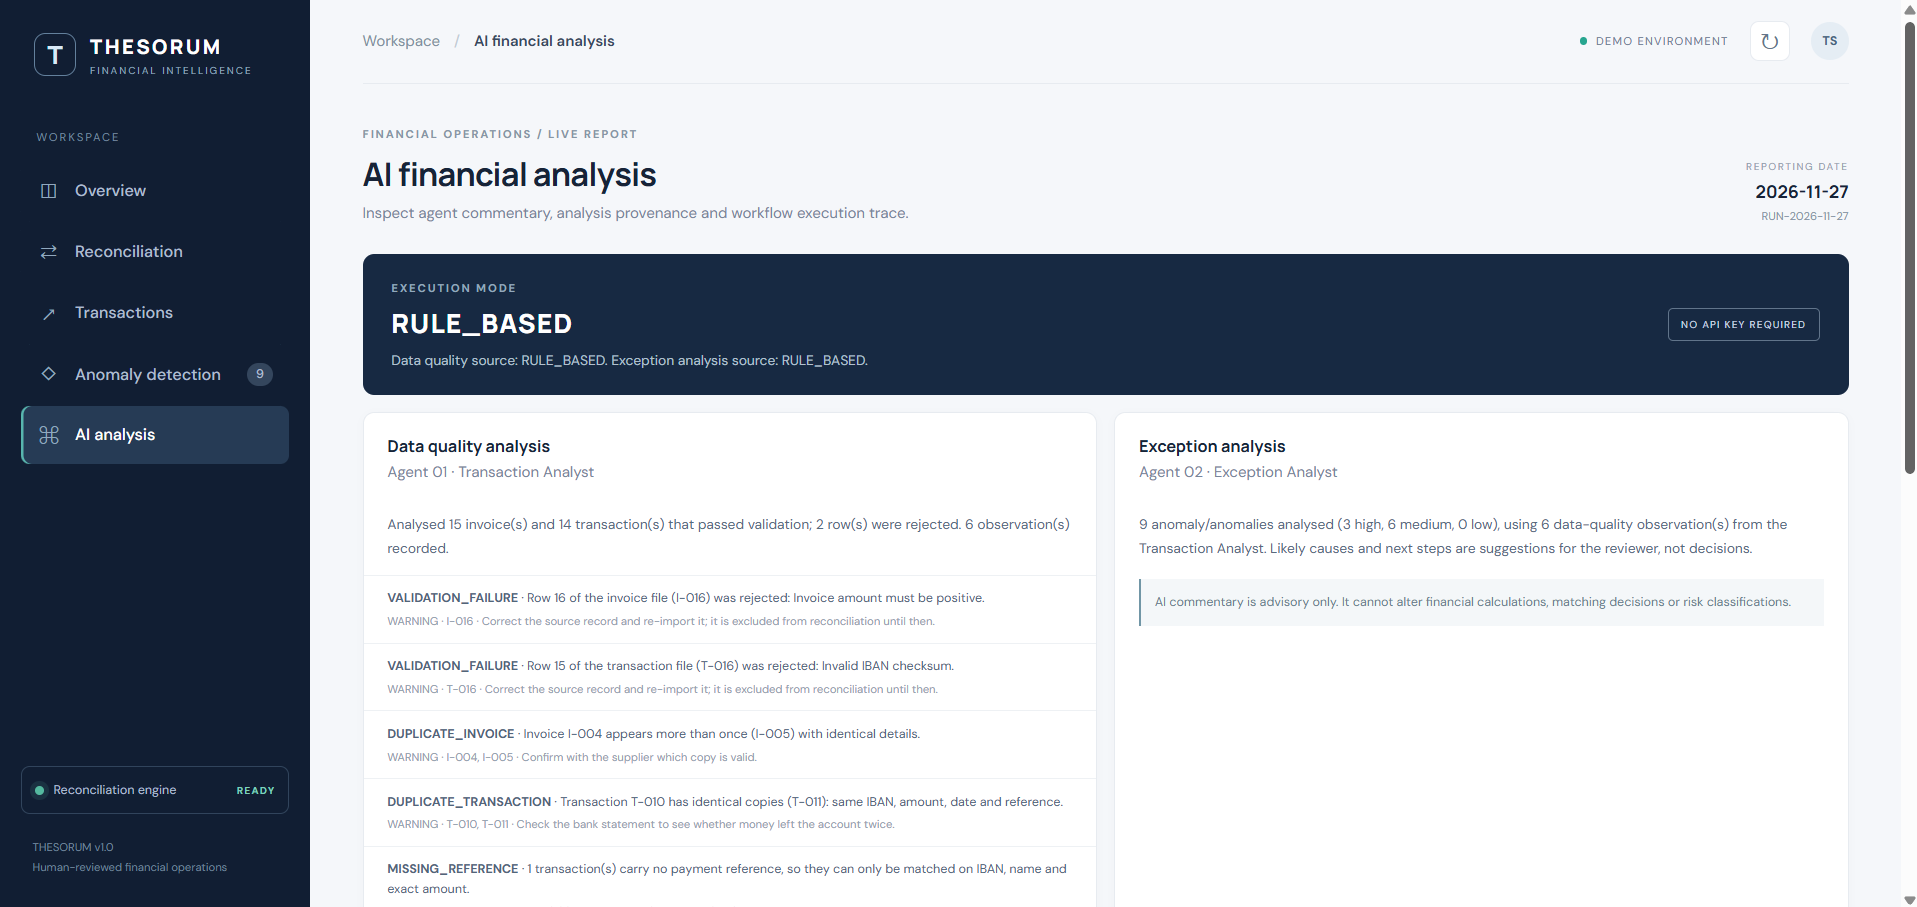 T
THESORUM
FINANCIAL INTELLIGENCE
WORKSPACE
Overview
Reconciliation
Transactions
Anomaly detection 9
AI analysis
Reconciliation engine READY
THESORUM v1.0
Human-reviewed financial operations
Workspace / AI financial analysis
DEMO ENVIRONMENT
TS
FINANCIAL OPERATIONS / LIVE REPORT
AI financial analysis
Inspect agent commentary, analysis provenance and workflow execution trace.
REPORTING DATE
2026-11-27
RUN-2026-11-27
EXECUTION MODE
RULE_BASED
Data quality source: RULE_BASED. Exception analysis source: RULE_BASED.
NO API KEY REQUIRED
Data quality analysis
Agent 01 · Transaction Analyst
Analysed 15 invoice(s) and 14 transaction(s) that passed validation; 2 row(s) were rejected. 6 observation(s)
recorded.
VALIDATION_FAILURE · Row 16 of the invoice file (I-016) was rejected: Invoice amount must be positive.
WARNING · I-016 · Correct the source record and re-import it; it is excluded from reconciliation until then.
VALIDATION_FAILURE · Row 15 of the transaction file (T-016) was rejected: Invalid IBAN checksum.
WARNING · T-016 · Correct the source record and re-import it; it is excluded from reconciliation until then.
DUPLICATE_INVOICE · Invoice I-004 appears more than once (I-005) with identical details.
WARNING · I-004, I-005 · Confirm with the supplier which copy is valid.
DUPLICATE_TRANSACTION · Transaction T-010 has identical copies (T-011): same IBAN, amount, date and reference.
WARNING · T-010, T-011 · Check the bank statement to see whether money left the account twice.
MISSING_REFERENCE · 1 transaction(s) carry no payment reference, so they can only be matched on IBAN, name and
exact amount.
Exception analysis
Agent 02 · Exception Analyst
9 anomaly/anomalies analysed (3 high, 6 medium, 0 low), using 6 data-quality observation(s) from the
Transaction Analyst. Likely causes and next steps are suggestions for the reviewer, not decisions.
AI commentary is advisory only. It cannot alter financial calculations, matching decisions or risk classifications.